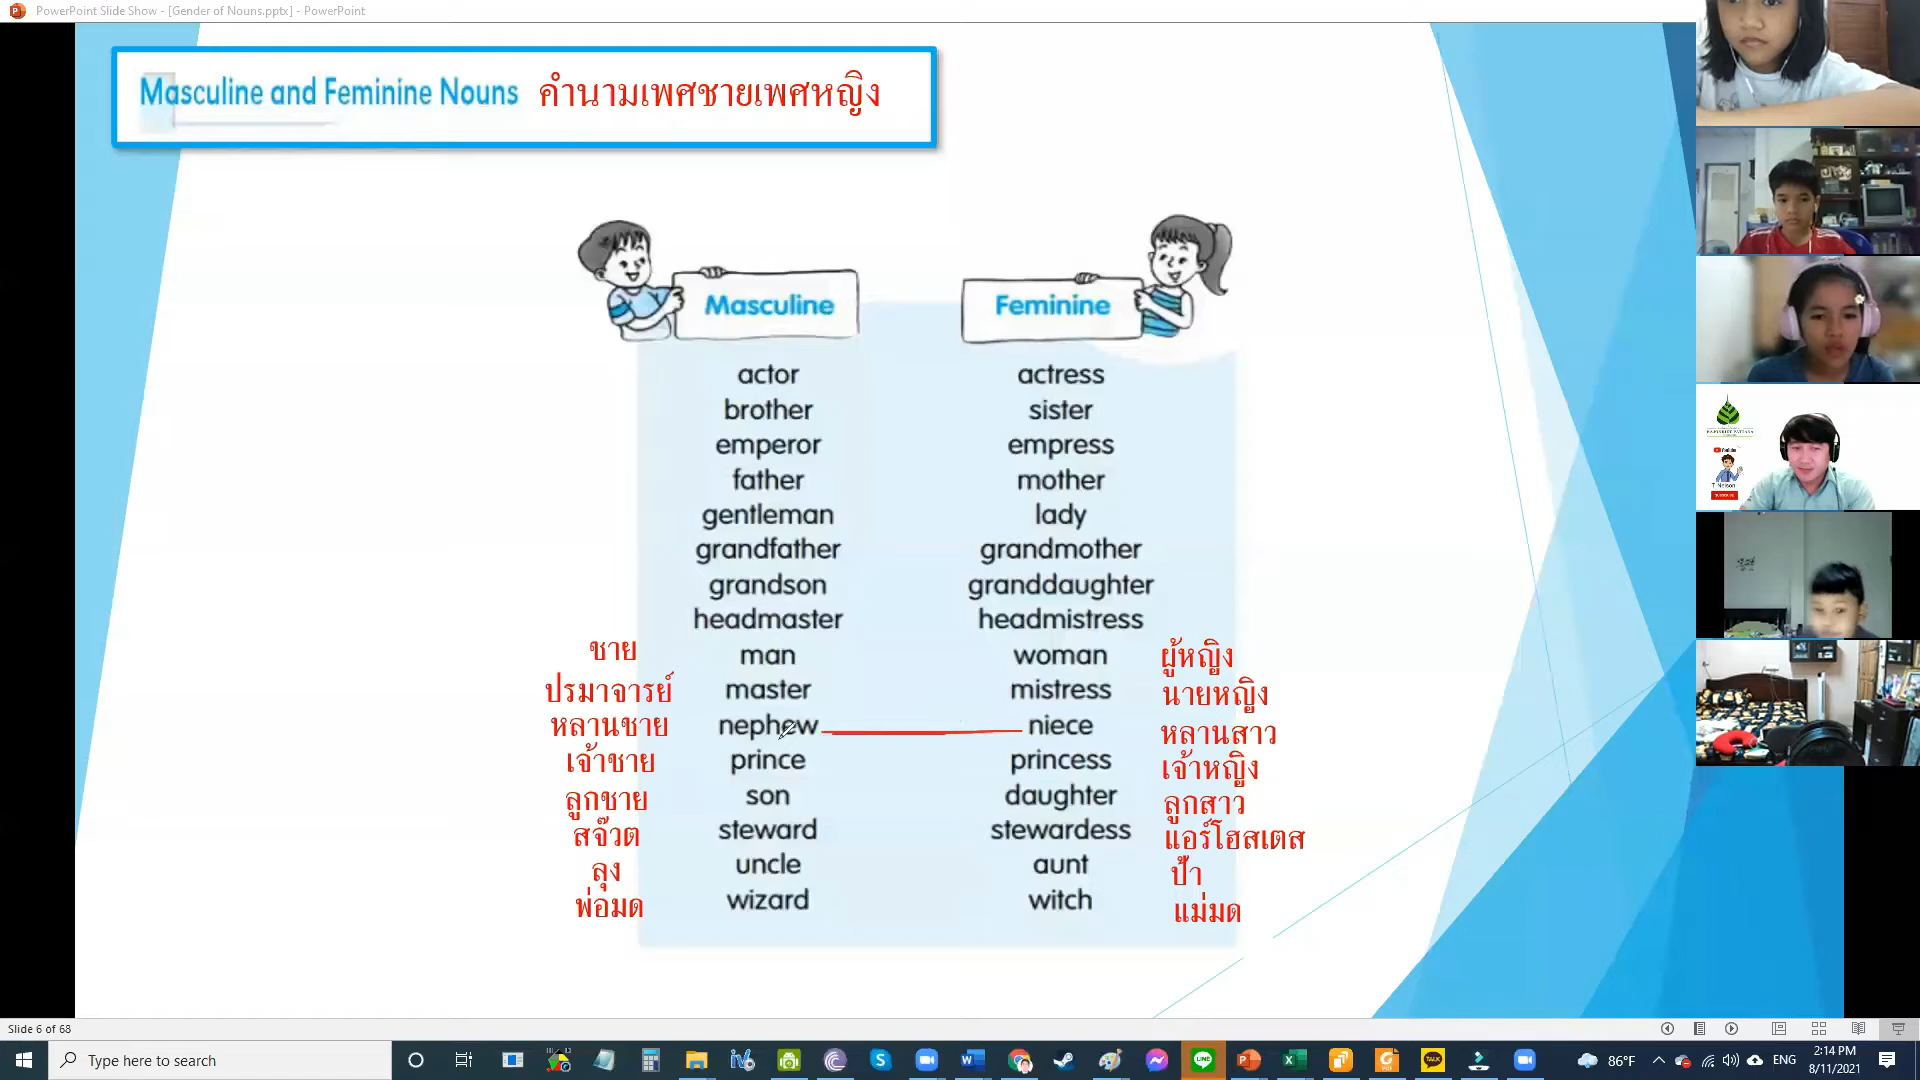 PowerPoint Slide Show - [Gender of Nouns.pptx] - PowerPoint
Masculine and Feminine Nouns คำนามเพศชายเพศหญิง
Masculine Feminine
actor actress
brother sister
emperor empress
father mother
gentleman lady
grandfather grandmother
grandson granddaughter
headmaster headmistress
ชาย man woman ผู้หญิง
ปรมาจารย์ master mistress นายหญิง
หลานชาย nephew niece หลานสาว
เจ้าชาย prince princess เจ้าหญิง
ลูกชาย son daughter ลูกสาว
สจ๊วต steward stewardess แอร์โฮสเตส
ลุง uncle aunt ป้า
พ่อมด wizard witch แม่มด
YouTube
T. Nelson
SUBSCRIBE
Slide 6 of 68
Type here to search
86°F
ENG
2:14 PM
8/11/2021